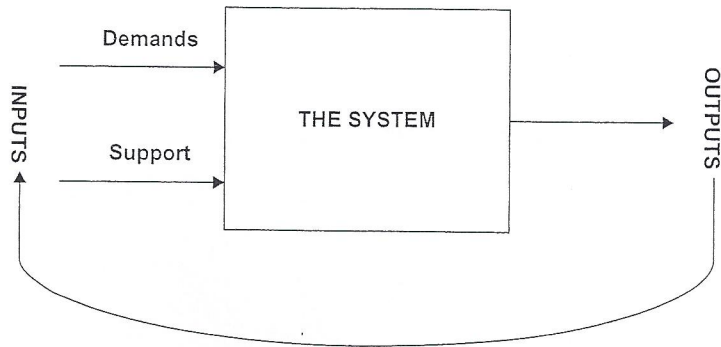 Demands
INPUTS
THE SYSTEM
OUTPUTS
Support